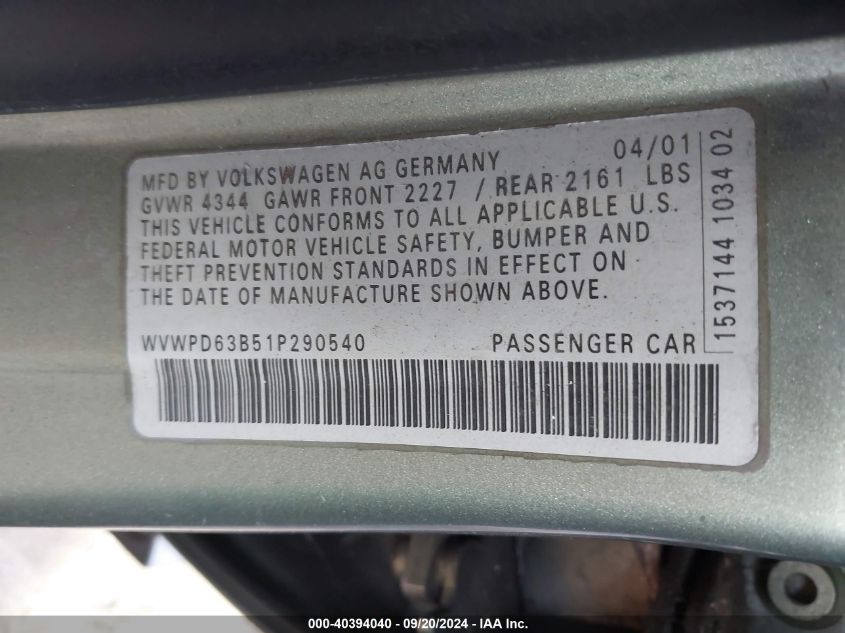 04/01
MFD BY VOLKSWAGEN AG GERMANY
GVWR 4344 GAWR FRONT 2227 / REAR 2161 LBS
THIS VEHICLE CONFORMS TO ALL APPLICABLE U.S.
FEDERAL MOTOR VEHICLE SAFETY, BUMPER AND
THEFT PREVENTION STANDARDS IN EFFECT ON
THE DATE OF MANUFACTURE SHOWN ABOVE.
WVWPD63B51P290540 PASSENGER CAR
1537144 1034 02
000-40394040 / 09/20/2024 - IAA Inc.